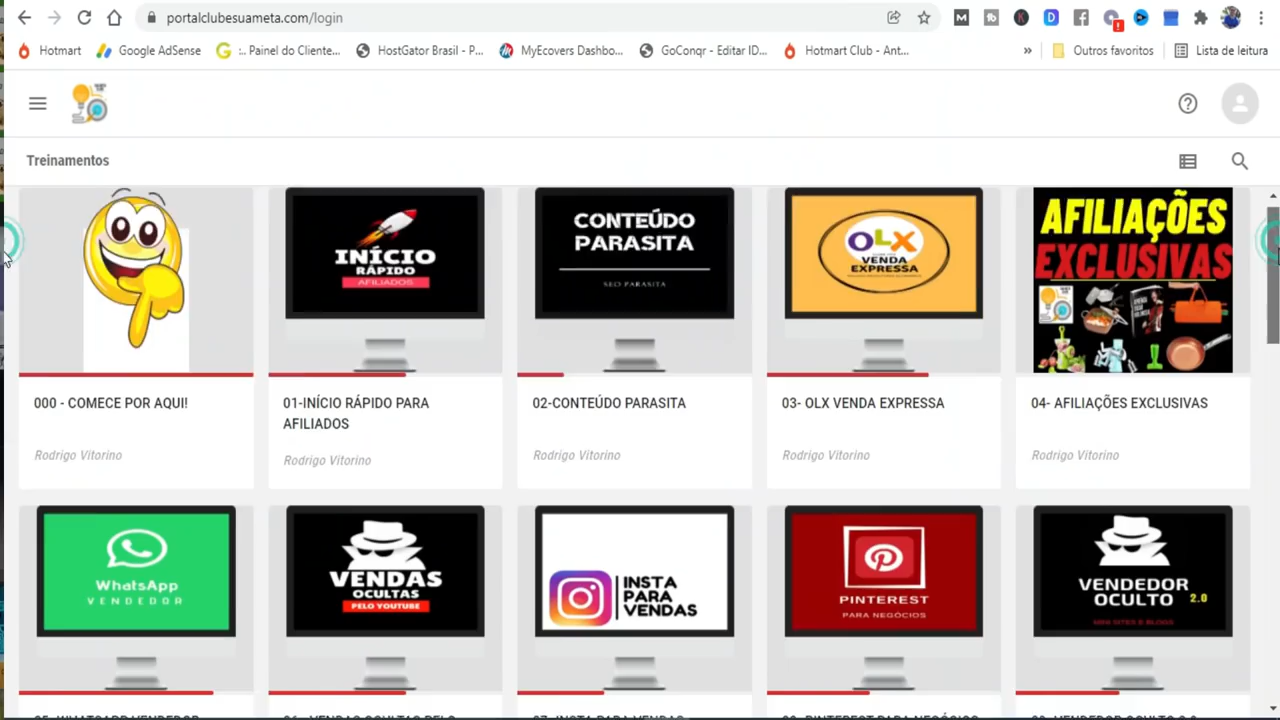 portalclubesuameta.com/login
Hotmart
Google AdSense
:.. Painel do Cliente...
HostGator Brasil - P...
MyEcovers Dashbo...
GoConqr - Editar ID...
Hotmart Club - Ant...
»
Outros favoritos
Lista de leitura
Treinamentos
INÍCIO
RÁPIDO
AFILIADOS
CONTEÚDO
PARASITA
SEO PARASITA
OLX
VENDA
EXPRESSA
AFILIAÇÕES
EXCLUSIVAS
000 - COMECE POR AQUI!
Rodrigo Vitorino
01-INÍCIO RÁPIDO PARA
AFILIADOS
Rodrigo Vitorino
02-CONTEÚDO PARASITA
Rodrigo Vitorino
03- OLX VENDA EXPRESSA
Rodrigo Vitorino
04- AFILIAÇÕES EXCLUSIVAS
Rodrigo Vitorino
WhatsApp
VENDEDOR
VENDAS
OCULTAS
PELO YOUTUBE
INSTA
PARA
VENDAS
PINTEREST
PARA NEGÓCIOS
VENDEDOR
OCULTO 2.0
MINI SITES E BLOGS